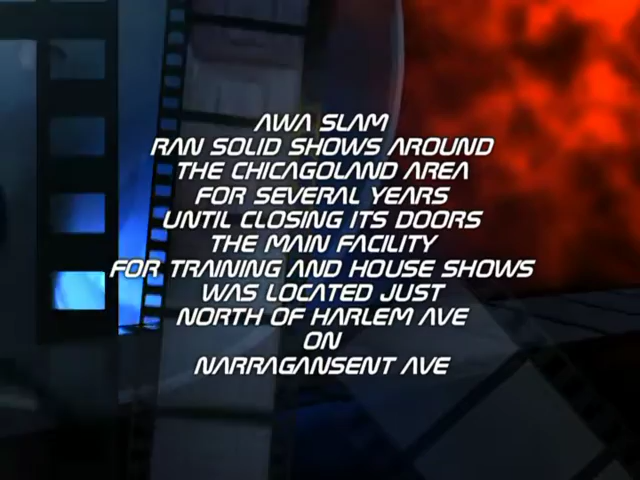 AWA SLAM
RAN SOLID SHOWS AROUND
THE CHICAGOLAND AREA
FOR SEVERAL YEARS
UNTIL CLOSING ITS DOORS
THE MAIN FACILITY
FOR TRAINING AND HOUSE SHOWS
WAS LOCATED JUST
NORTH OF HARLEM AVE
ON
NARRAGANSENT AVE